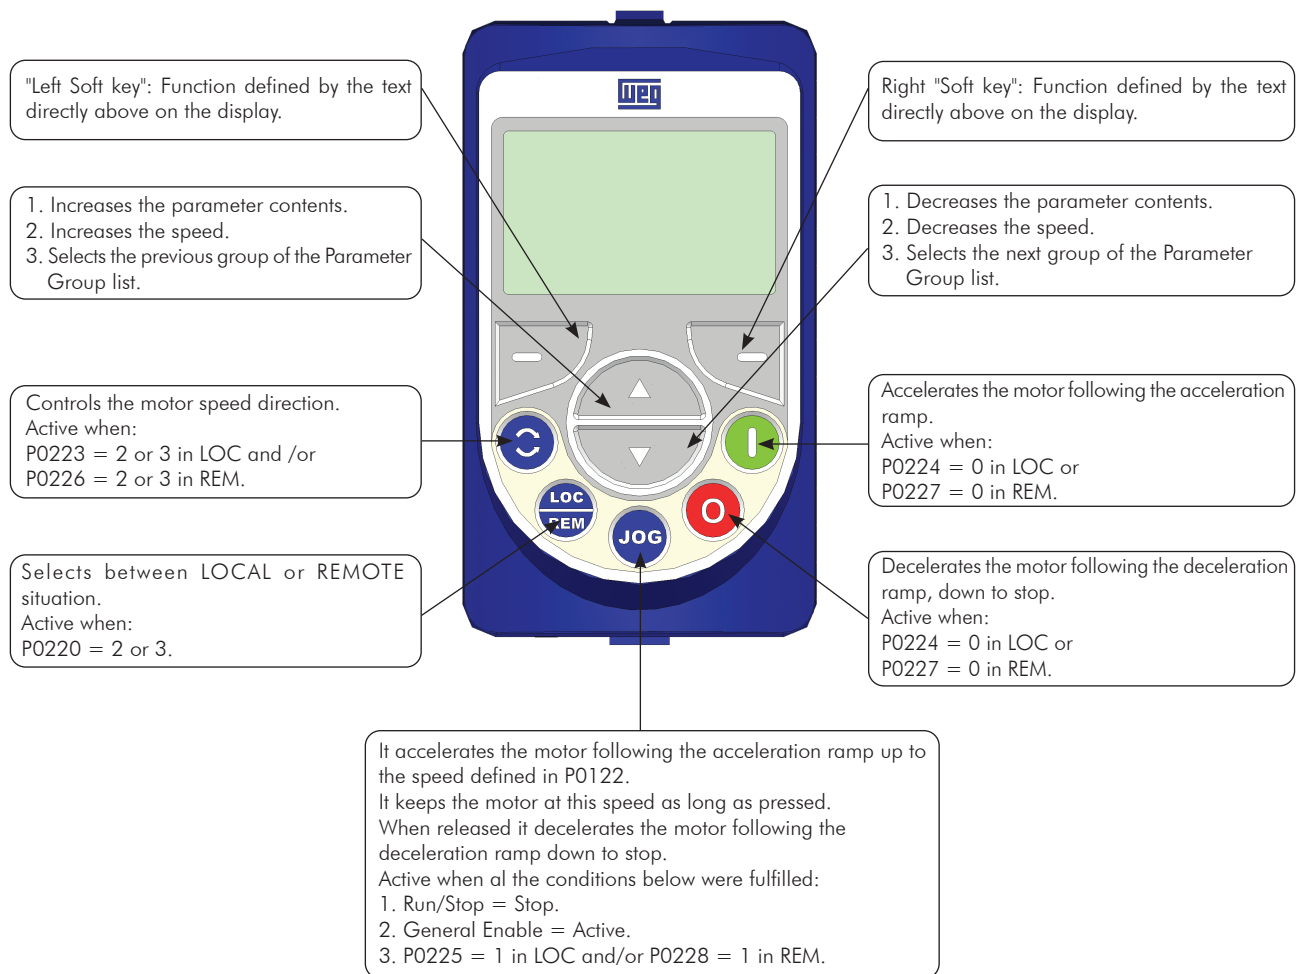 "Left Soft key": Function defined by the text
directly above on the display.
1. Increases the parameter contents.
2. Increases the speed.
3. Selects the previous group of the Parameter
Group list.
Controls the motor speed direction.
Active when:
P0223 = 2 or 3 in LOC and /or
P0226 = 2 or 3 in REM.
Selects between LOCAL or REMOTE
situation.
Active when:
P0220 = 2 or 3.
weg
LOC
REM
JOG
O
Right "Soft key": Function defined by the text
directly above on the display.
1. Decreases the parameter contents.
2. Decreases the speed.
3. Selects the next group of the Parameter
Group list.
Accelerates the motor following the acceleration
ramp.
Active when:
P0224 = 0 in LOC or
P0227 = 0 in REM.
Decelerates the motor following the deceleration
ramp, down to stop.
Active when:
P0224 = 0 in LOC or
P0227 = 0 in REM.
It accelerates the motor following the acceleration ramp up to
the speed defined in P0122.
It keeps the motor at this speed as long as pressed.
When released it decelerates the motor following the
deceleration ramp down to stop.
Active when al the conditions below were fulfilled:
1. Run/Stop = Stop.
2. General Enable = Active.
3. P0225 = 1 in LOC and/or P0228 = 1 in REM.